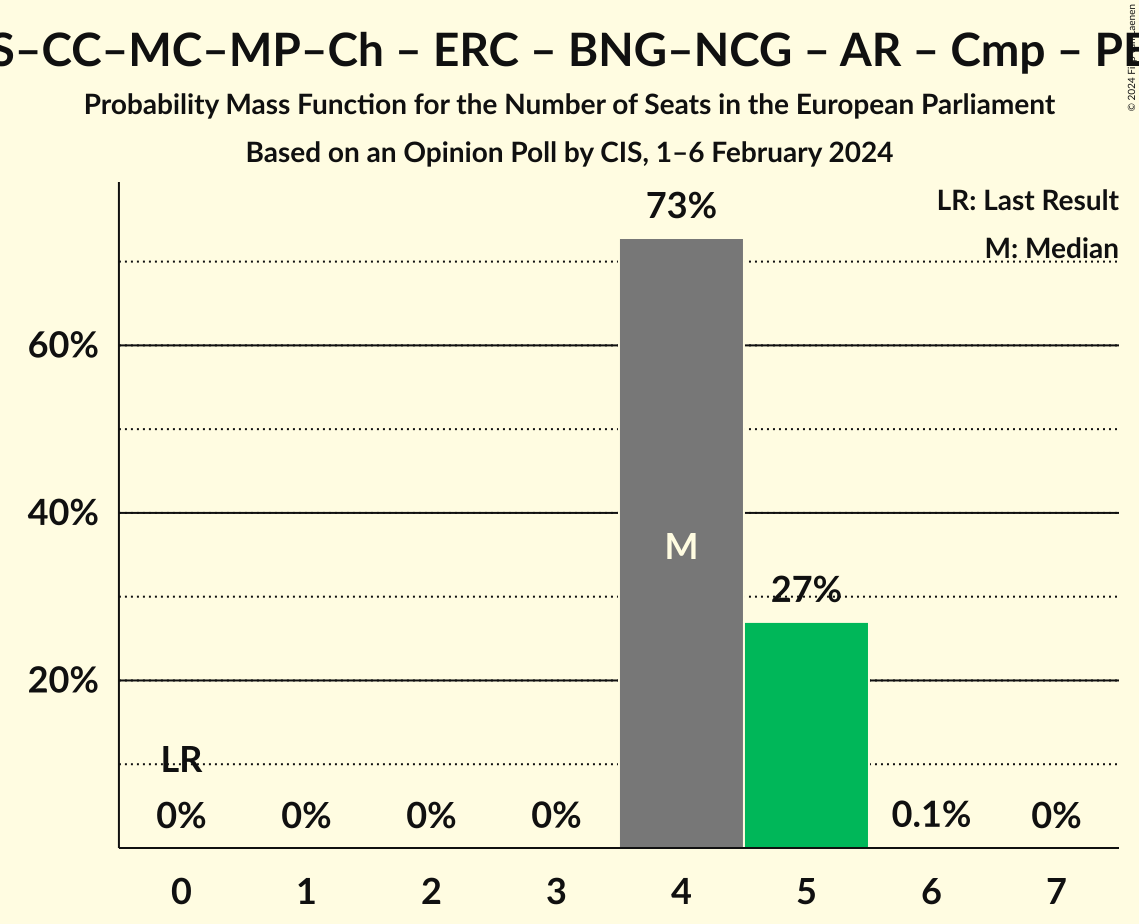 S–CC–MC–MP–Ch – ERC – BNG–NCG – AR – Cmp –
Probability Mass Function for the Number of Seats in the European Parliament
Based on an Opinion Poll by CIS, 1–6 February 2024
© 2024
LR: Last Result
M: Median
73%
60%
40%
M
27%
20%
LR
0% 0% 0% 0% 0.1% 0%
0 1 2 3 4 5 6 7